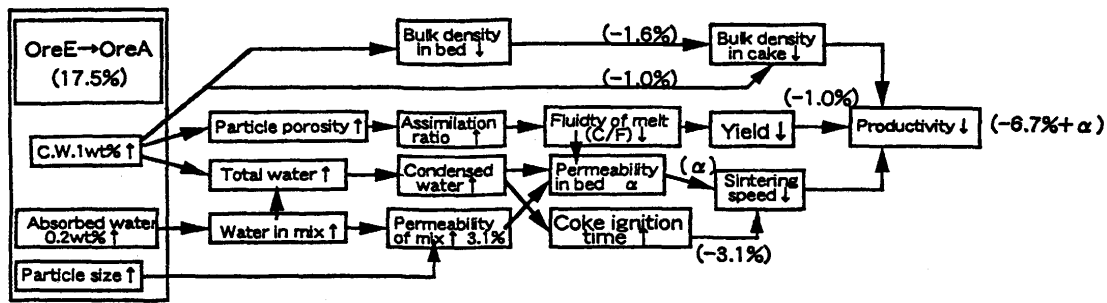 OreE→OreA
(17.5%)
C.W.1wt%↑
Absorbed water
0.2wt%↑
Particle size↑
Bulk density
in bed ↓
(-1.6%)
Bulk density
in cake↓
(-1.0%)
Particle porosity↑
Assimilation
ratio ↑
Fluidty of melt
↓(C/F)↓
Yield↓
(-1.0%)
Productivity↓
(-6.7%+α)
Total water↑
Condensed
water↑
Permeability
in bed α
(α)
Sintering
speed↓
Water in mix↑
Permeability
of mix↑ 3.1%
Coke ignition
time ↑
(-3.1%)